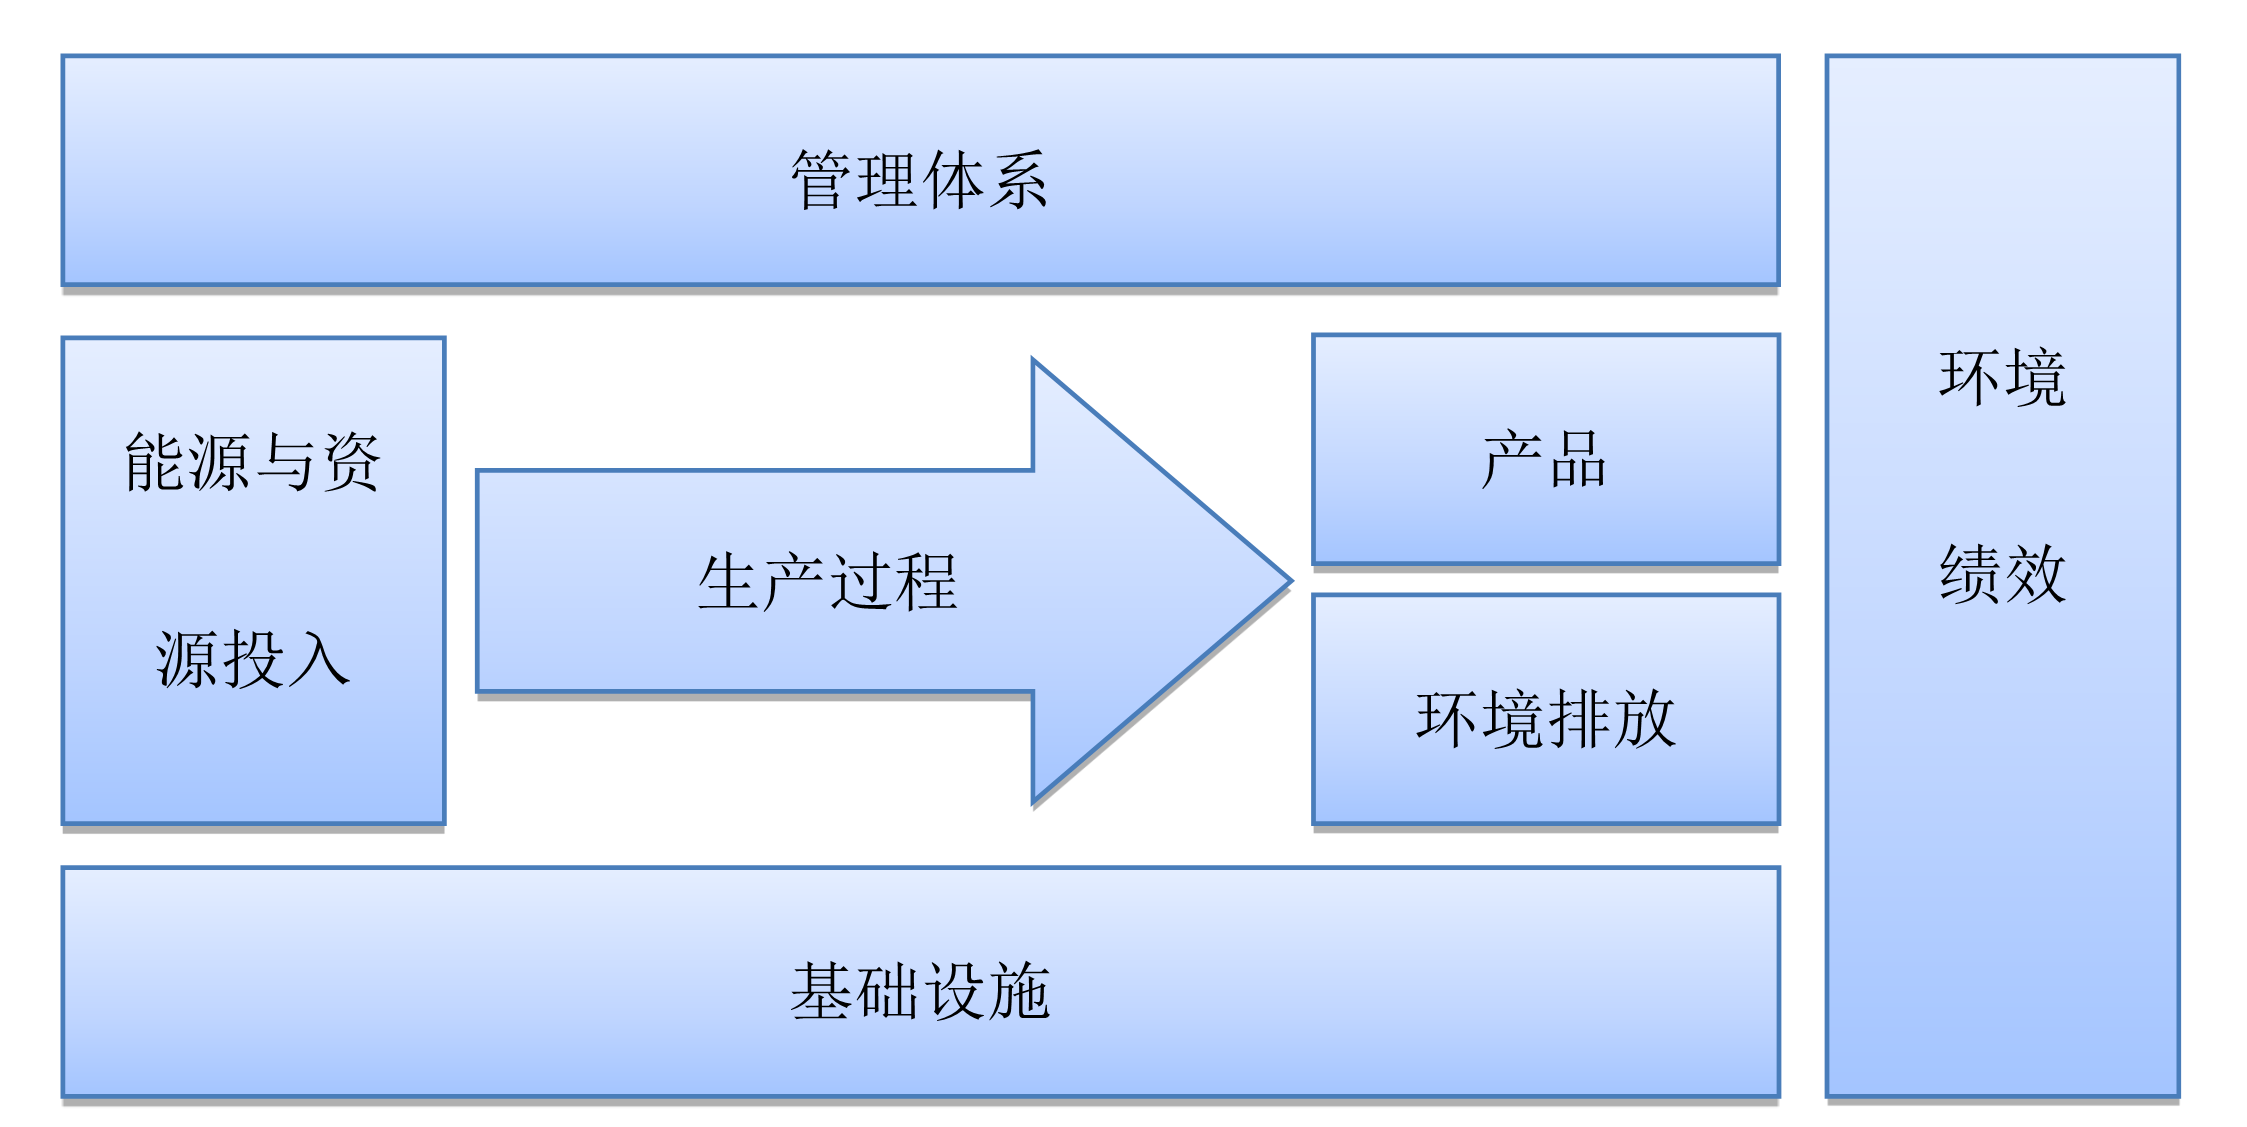 管理体系
能源与资
源投入
生产过程
产品
环境排放
基础设施
环境
绩效